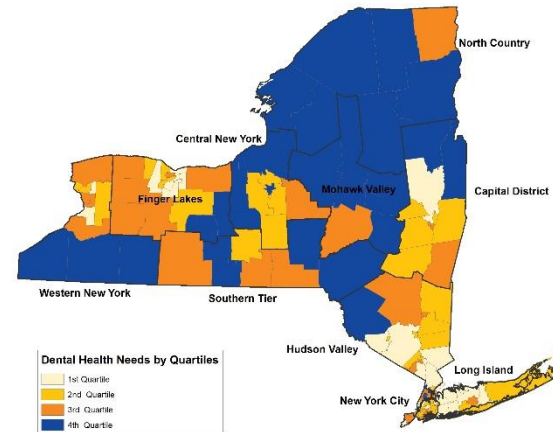 North Country
Central New York
Mohawk Valley
Finger Lakes
Capital District
Western New York
Southern Tier
Hudson Valley
Long Island
New York City
Dental Health Needs by Quartiles
1st Quartile
2nd Quartile
3rd Quartile
4th Quartile